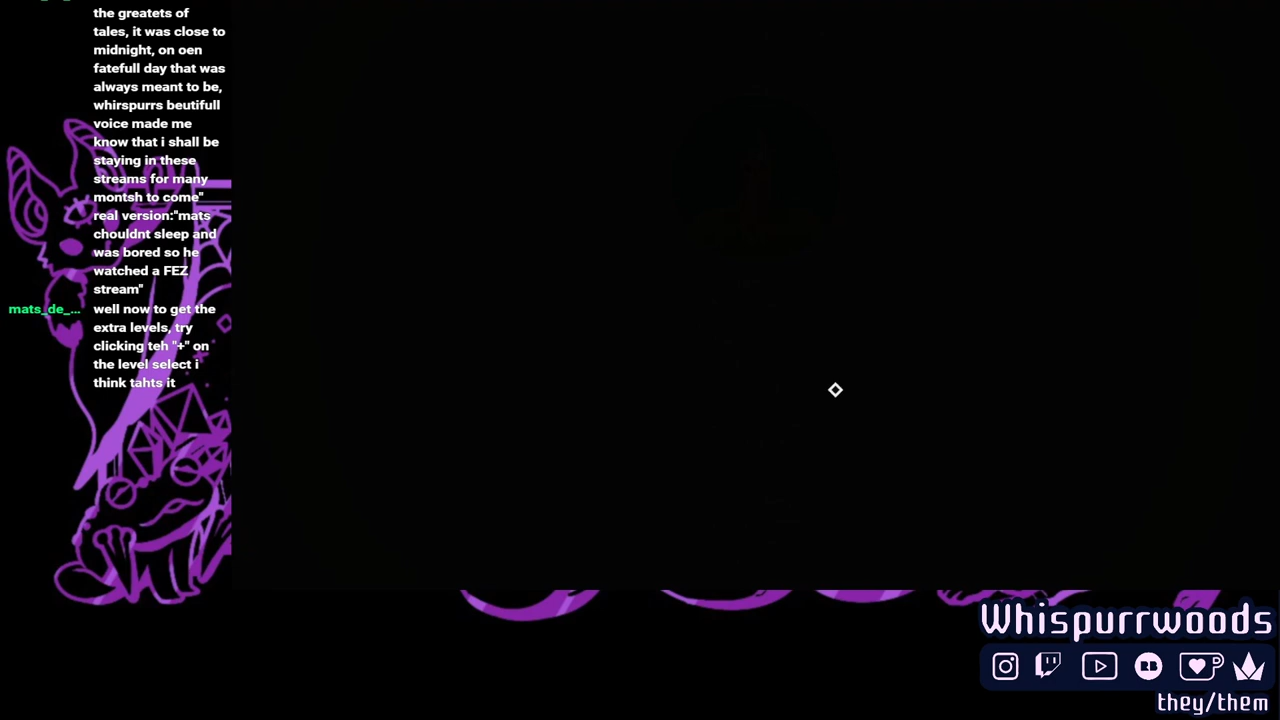 the greatets of
tales, it was close to
midnight, on oen
fatefull day that was
always meant to be,
whirspurrs beutifull
voice made me
know that i shall be
staying in these
streams for many
montsh to come"
real version:"mats
chouldnt sleep and
was bored so he
watched a FEZ
stream"
mats_de_... well now to get the
extra levels, try
clicking teh "+" on
the level select i
think tahts it
Whispurrwoods
they/them